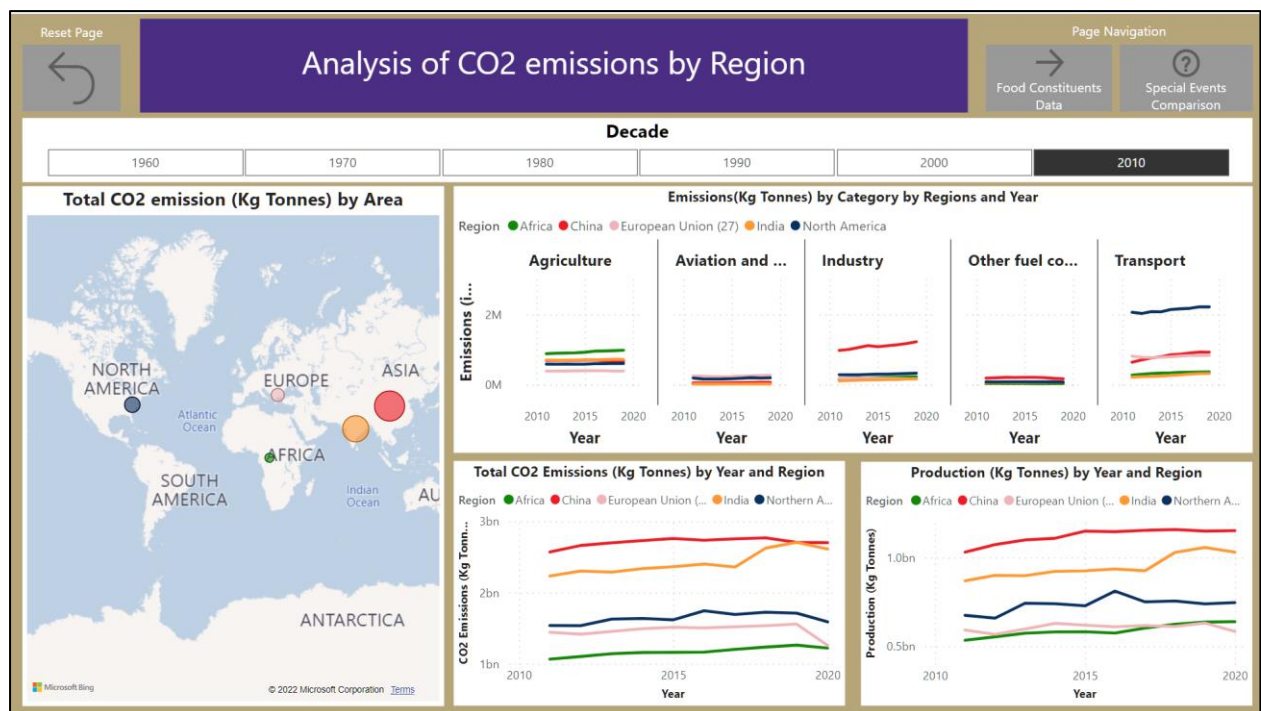 Reset Page
Analysis of CO2 emissions by Region
Page Navigation
Food Constituents
Data
Special Events
Comparison
Decade
1960 1970 1980 1990 2000 2010
Total CO2 emission (Kg Tonnes) by Area
NORTH
AMERICA
EUROPE
ASIA
Atlantic
Ocean
AFRICA
SOUTH
AMERICA
Indian
Ocean
AU
ANTARCTICA
Microsoft Bing
© 2022 Microsoft Corporation Terms
Emissions(Kg Tonnes) by Category by Regions and Year
Region Africa China European Union (27) India North America
Agriculture Aviation and ... Industry Other fuel co... Transport
Emissions (i...
2M
0M
2010 2015 2020 2010 2015 2020 2010 2015 2020 2010 2015 2020 2010 2015 2020
Year Year Year Year Year
Total CO2 Emissions (Kg Tonnes) by Year and Region
Region Africa China European Union (... India Northern A...
CO2 Emissions (Kg Tonn...
3bn
2bn
1bn
2010 2015 2020
Year
Production (Kg Tonnes) by Year and Region
Region Africa China European Union (... India Northern A...
Production (Kg Tonnes)
1.0bn
0.5bn
2010 2015 2020
Year